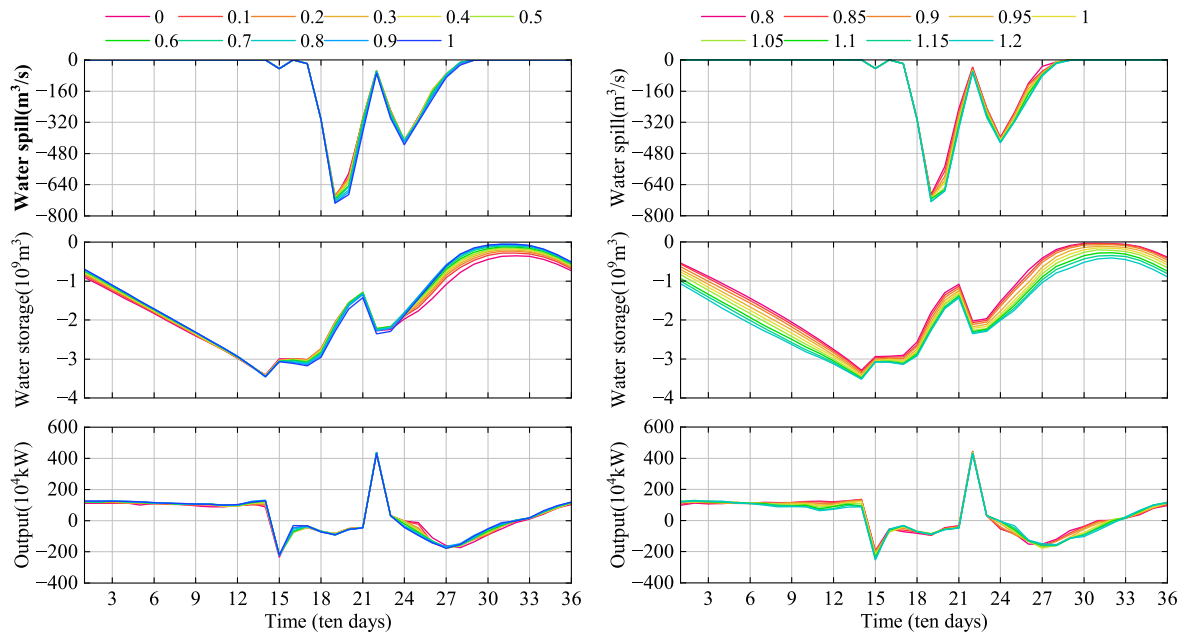 0 0.1 0.2 0.3 0.4 0.5
0.6 0.7 0.8 0.9 1
Water spill(m³/s)
0
−160
−320
−480
−640
−800
Water storage(10⁹m³)
0
−1
−2
−3
−4
Output(10⁴kW)
600
400
200
0
−200
−400
3 6 9 12 15 18 21 24 27 30 33 36
Time (ten days)
0.8 0.85 0.9 0.95 1
1.05 1.1 1.15 1.2
Water spill(m³/s)
0
−160
−320
−480
−640
−800
Water storage(10⁹m³)
0
−1
−2
−3
−4
Output(10⁴kW)
600
400
200
0
−200
−400
3 6 9 12 15 18 21 24 27 30 33 36
Time (ten days)